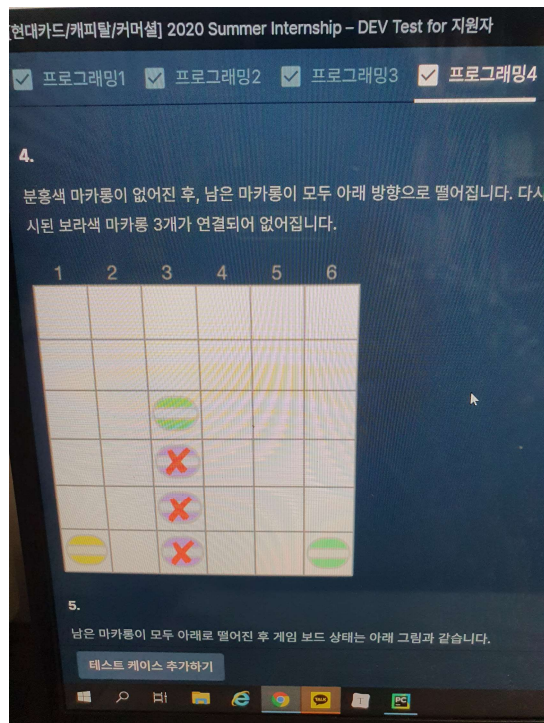 [현대카드/캐피탈/커머셜] 2020 Summer Internship – DEV Test for 지원자
프로그래밍1 프로그래밍2 프로그래밍3 프로그래밍4
4.
분홍색 마카롱이 없어진 후, 남은 마카롱이 모두 아래 방향으로 떨어집니다. 다시
시된 보라색 마카롱 3개가 연결되어 없어집니다.
1 2 3 4 5 6
5.
남은 마카롱이 모두 아래로 떨어진 후 게임 보드 상태는 아래 그림과 같습니다.
테스트 케이스 추가하기
TALK
PC